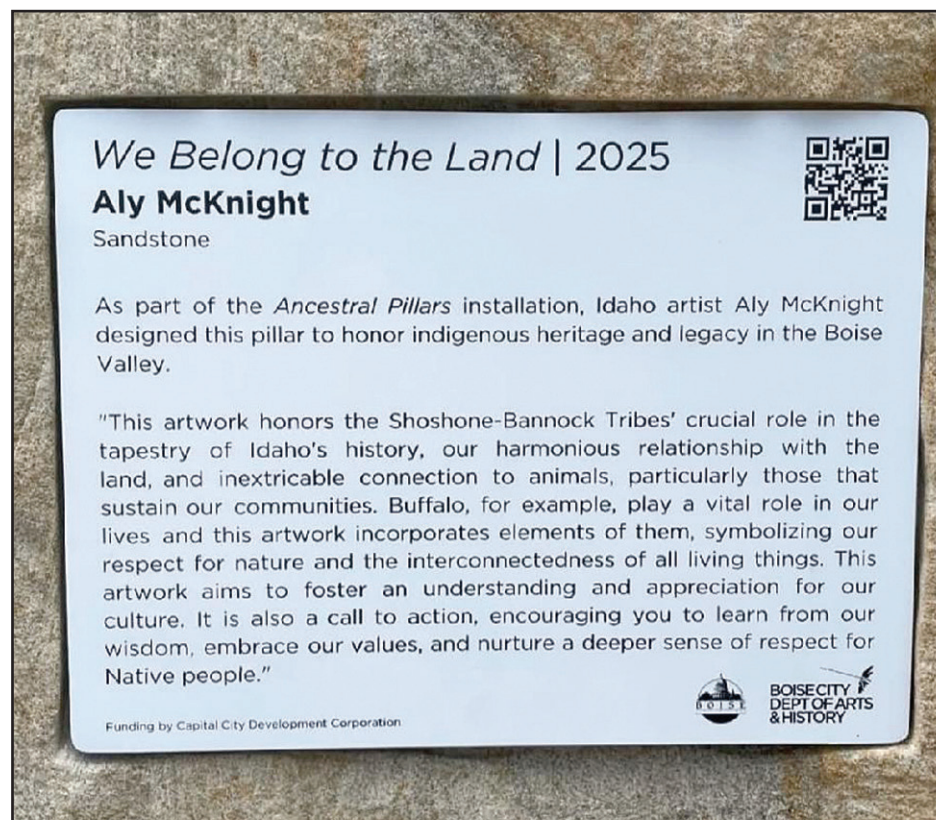 We Belong to the Land | 2025
Aly McKnight
Sandstone
As part of the Ancestral Pillars installation, Idaho artist Aly McKnight
designed this pillar to honor indigenous heritage and legacy in the Boise
Valley.
"This artwork honors the Shoshone-Bannock Tribes' crucial role in the
tapestry of Idaho's history, our harmonious relationship with the
land, and inextricable connection to animals, particularly those that
sustain our communities. Buffalo, for example, play a vital role in our
lives and this artwork incorporates elements of them, symbolizing our
respect for nature and the interconnectedness of all living things. This
artwork aims to foster an understanding and appreciation for our
culture. It is also a call to action, encouraging you to learn from our
wisdom, embrace our values, and nurture a deeper sense of respect for
Native people."
Funding by Capital City Development Corporation
BOISE
BOISE CITY
DEPT OF ARTS
& HISTORY